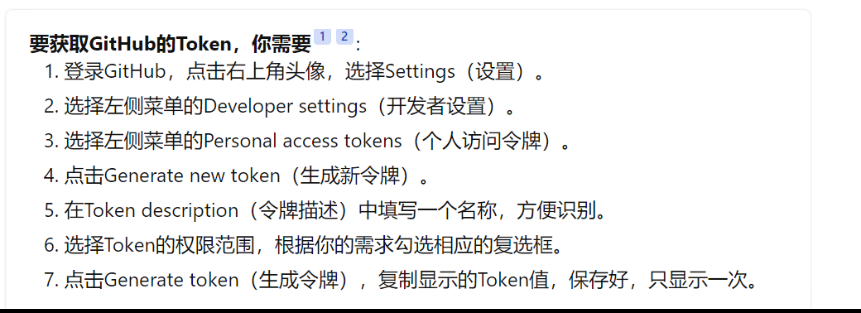 要获取GitHub的Token，你需要 1 2 ：
1. 登录GitHub，点击右上角头像，选择Settings（设置）。
2. 选择左侧菜单的Developer settings（开发者设置）。
3. 选择左侧菜单的Personal access tokens（个人访问令牌）。
4. 点击Generate new token（生成新令牌）。
5. 在Token description（令牌描述）中填写一个名称，方便识别。
6. 选择Token的权限范围，根据你的需求勾选相应的复选框。
7. 点击Generate token（生成令牌），复制显示的Token值，保存好，只显示一次。